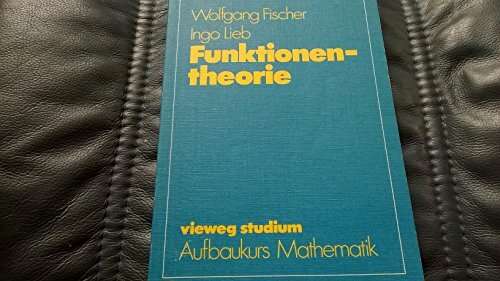 Wolfgang Fischer
Ingo Lieb
Funktionen-
theorie
vieweg studium
Aufbaukurs Mathematik